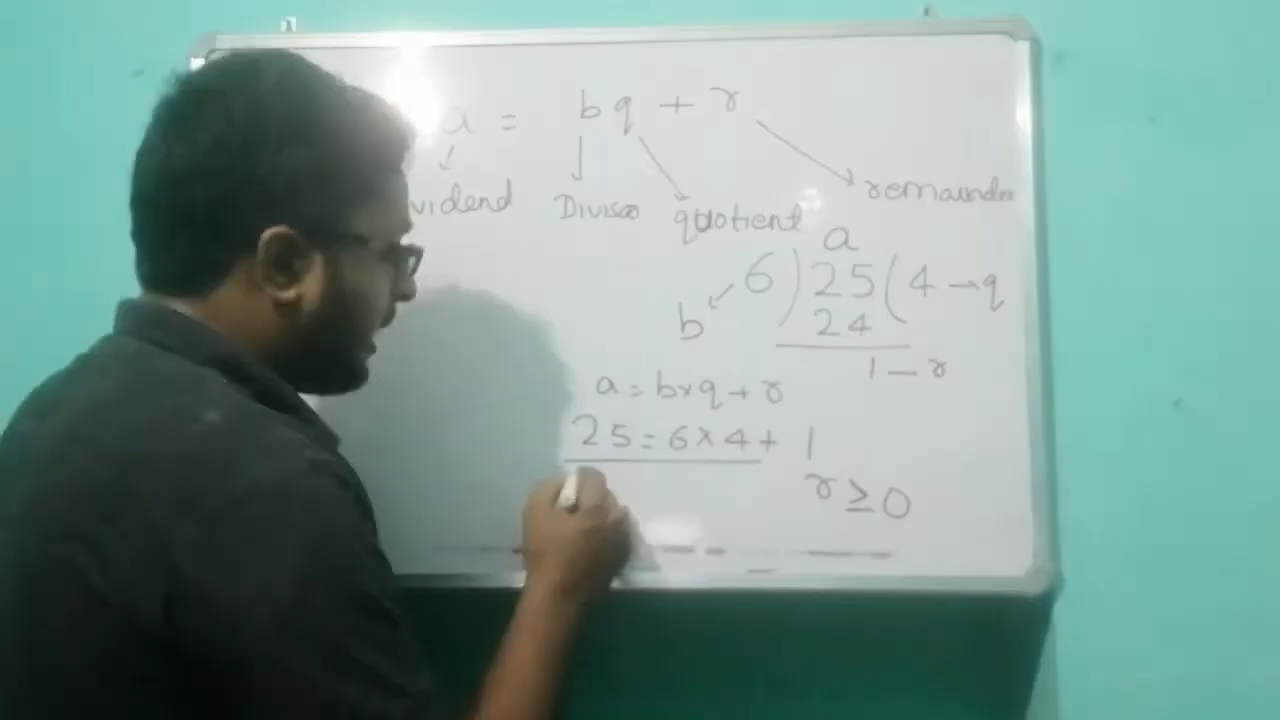 a = bq + r
vidend Divisor quotient remainder
a
6 ) 25 ( 4 → q
b 24
1 — r
a = b×q + r
25 = 6×4 + 1
r ≥ 0